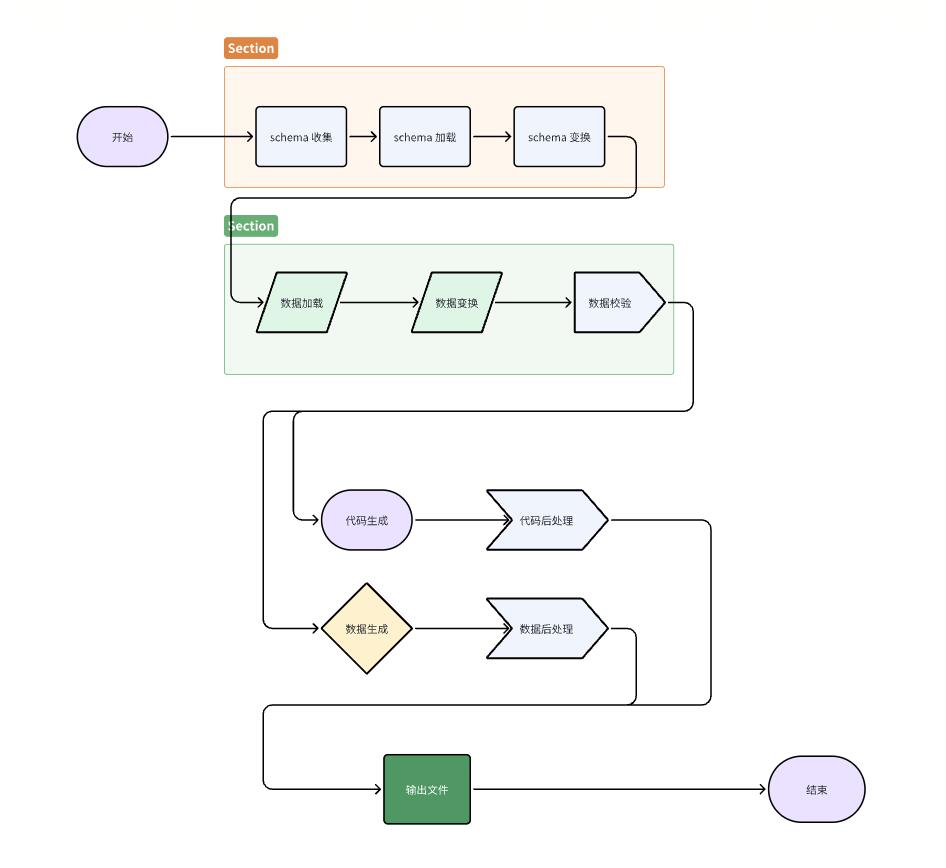 Section
开始
schema 收集
schema 加载
schema 变换
Section
数据加载
数据变换
数据校验
代码生成
代码后处理
数据生成
数据后处理
输出文件
结束